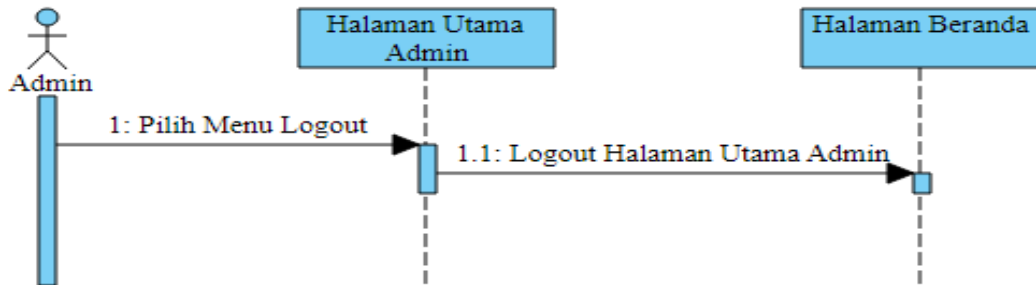 Halaman Utama
Admin
Halaman Beranda
Admin
1: Pilih Menu Logout
1.1: Logout Halaman Utama Admin